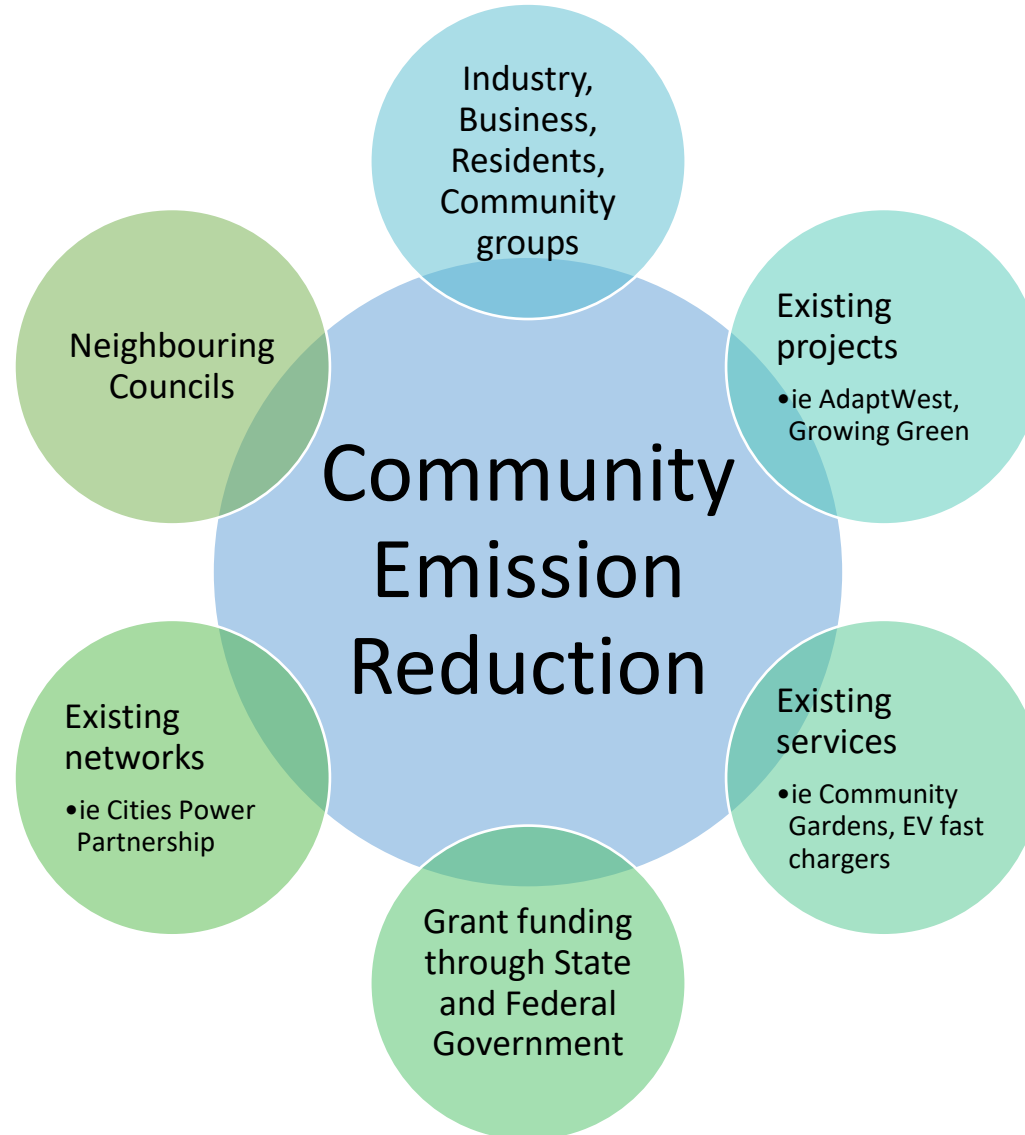 Industry,
Business,
Residents,
Community
groups
Existing
projects
•ie AdaptWest,
Growing Green
Existing
services
•ie Community
Gardens, EV fast
chargers
Grant funding
through State
and Federal
Government
Existing
networks
•ie Cities Power
Partnership
Neighbouring
Councils
Community
Emission
Reduction